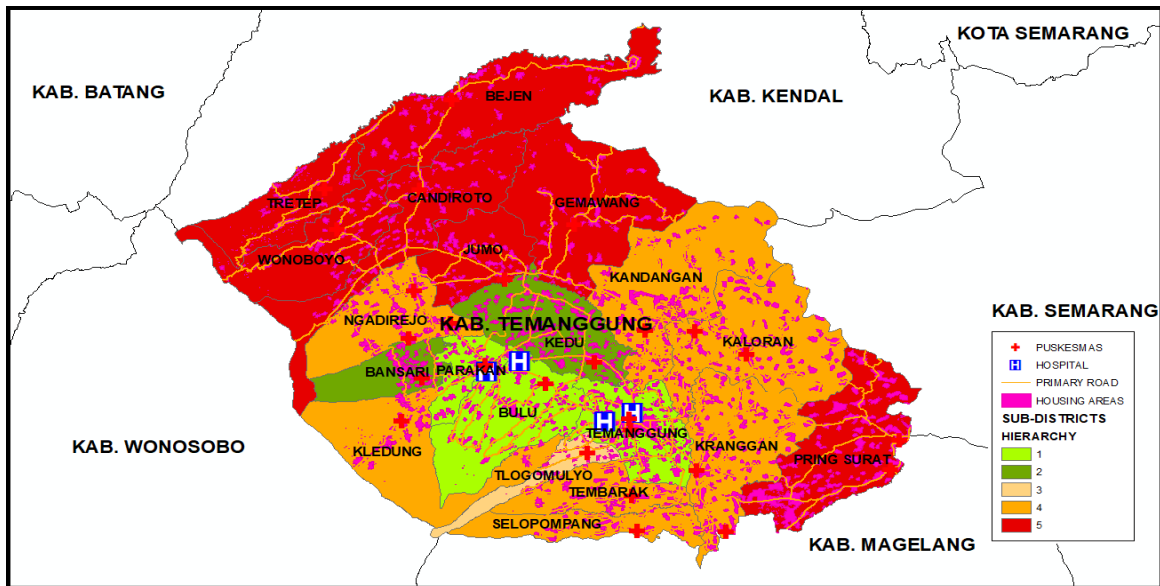 KOTA SEMARANG
KAB. BATANG
KAB. KENDAL
BEJEN
TRETEP
CANDIROTO
GEMAWANG
JUMO
WONOBOYO
KANDANGAN
KAB. SEMARANG
NGADIREJO
KAB. TEMANGGUNG
KEDU
KALORAN
BANSARI
PARAKAN
BULU
TEMANGGUNG
KAB. WONOSOBO
KLEDUNG
KRANGGAN
PRING SURAT
TLOGOMULYO
TEMBARAK
SELOPOMPANG
KAB. MAGELANG
H
H
H
H
PUSKESMAS
H HOSPITAL
PRIMARY ROAD
HOUSING AREAS
SUB-DISTRICTS
HIERARCHY
1
2
3
4
5